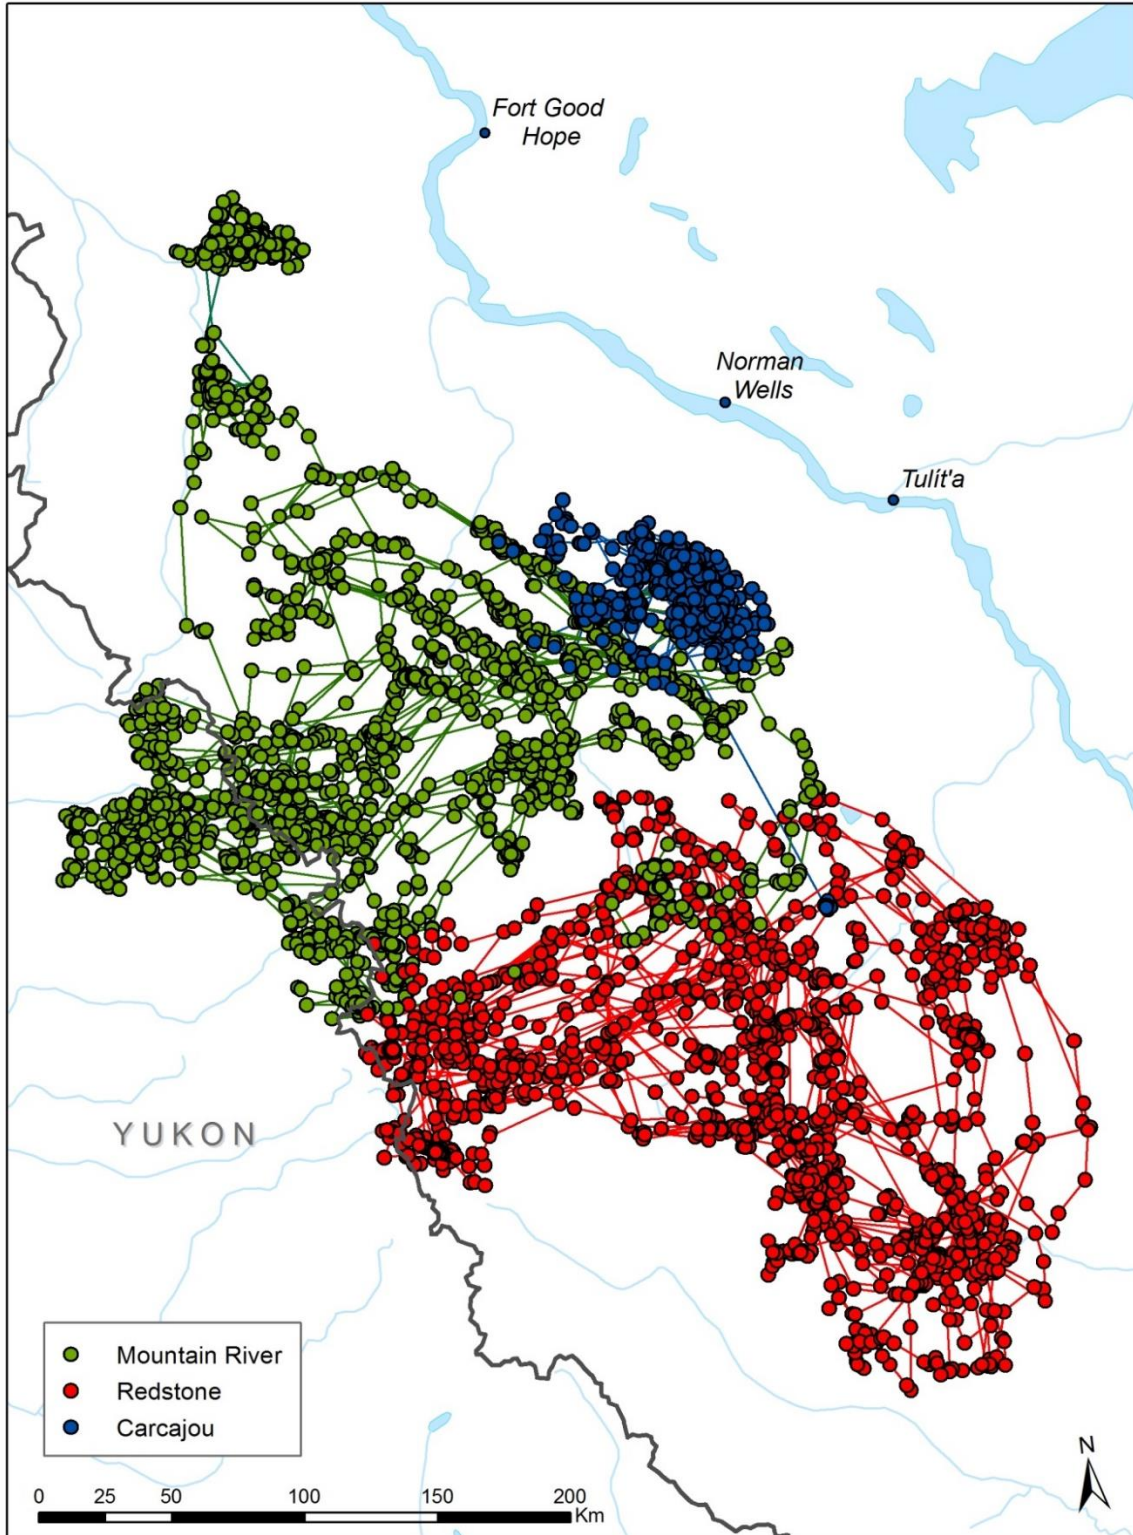 Fort Good
Hope
Norman
Wells
Tulít'a
YUKON
Mountain River
Redstone
Carcajou
N
0 25 50 100 150 200
Km